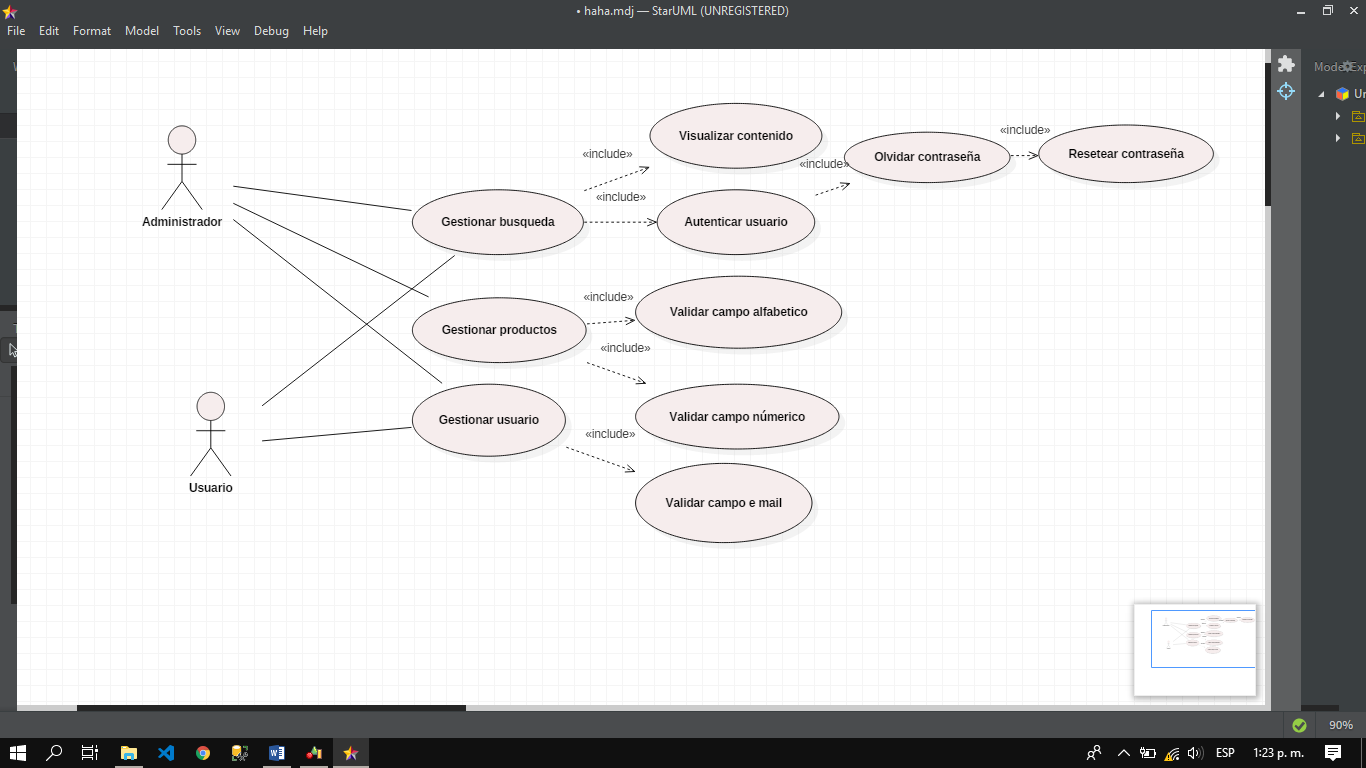 • haha.mdj — StarUML (UNREGISTERED)
File Edit Format Model Tools View Debug Help
Administrador
Usuario
Gestionar busqueda
Gestionar productos
Gestionar usuario
«include»
«include»
«include»
«include»
«include»
«include»
«include»
Visualizar contenido
Autenticar usuario
Olvidar contraseña
Resetear contraseña
Validar campo alfabetico
Validar campo númerico
Validar campo e mail
90%
ESP
1:23 p. m.